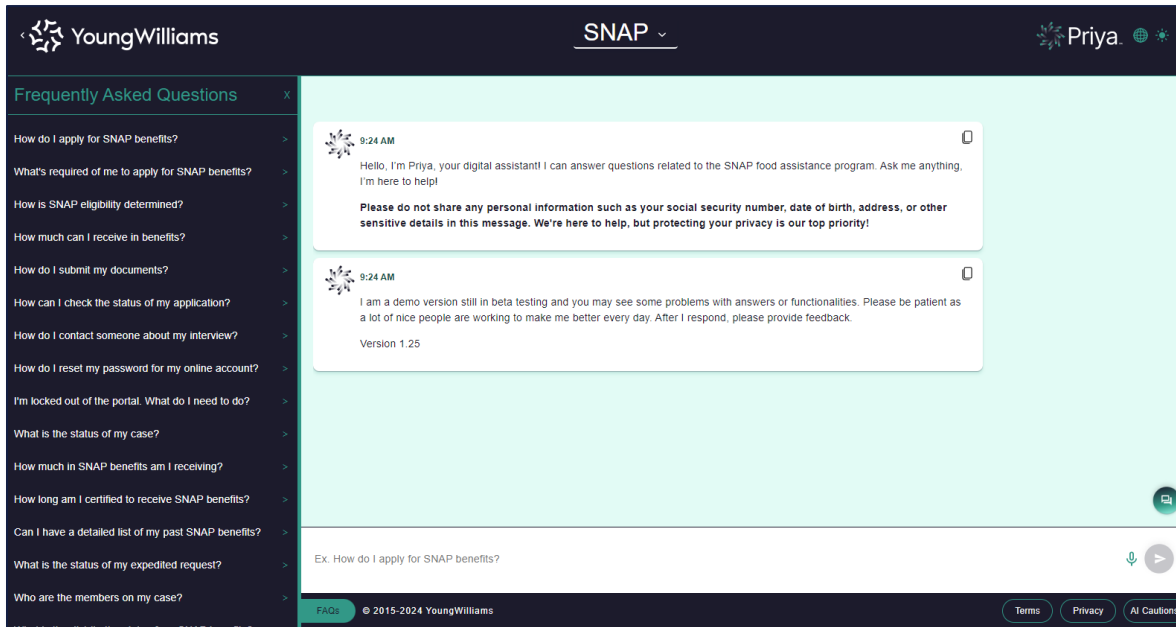 YoungWilliams
SNAP
Priya
Frequently Asked Questions
X
How do I apply for SNAP benefits?
What's required of me to apply for SNAP benefits?
How is SNAP eligibility determined?
How much can I receive in benefits?
How do I submit my documents?
How can I check the status of my application?
How do I contact someone about my interview?
How do I reset my password for my online account?
I'm locked out of the portal. What do I need to do?
What is the status of my case?
How much in SNAP benefits am I receiving?
How long am I certified to receive SNAP benefits?
Can I have a detailed list of my past SNAP benefits?
What is the status of my expedited request?
Who are the members on my case?
9:24 AM
Hello, I'm Priya, your digital assistant! I can answer questions related to the SNAP food assistance program. Ask me anything,
I'm here to help!
Please do not share any personal information such as your social security number, date of birth, address, or other
sensitive details in this message. We're here to help, but protecting your privacy is our top priority!
9:24 AM
I am a demo version still in beta testing and you may see some problems with answers or functionalities. Please be patient as
a lot of nice people are working to make me better every day. After I respond, please provide feedback.
Version 1.25
Ex. How do I apply for SNAP benefits?
FAQs
© 2015-2024 YoungWilliams
Terms
Privacy
AI Cautions